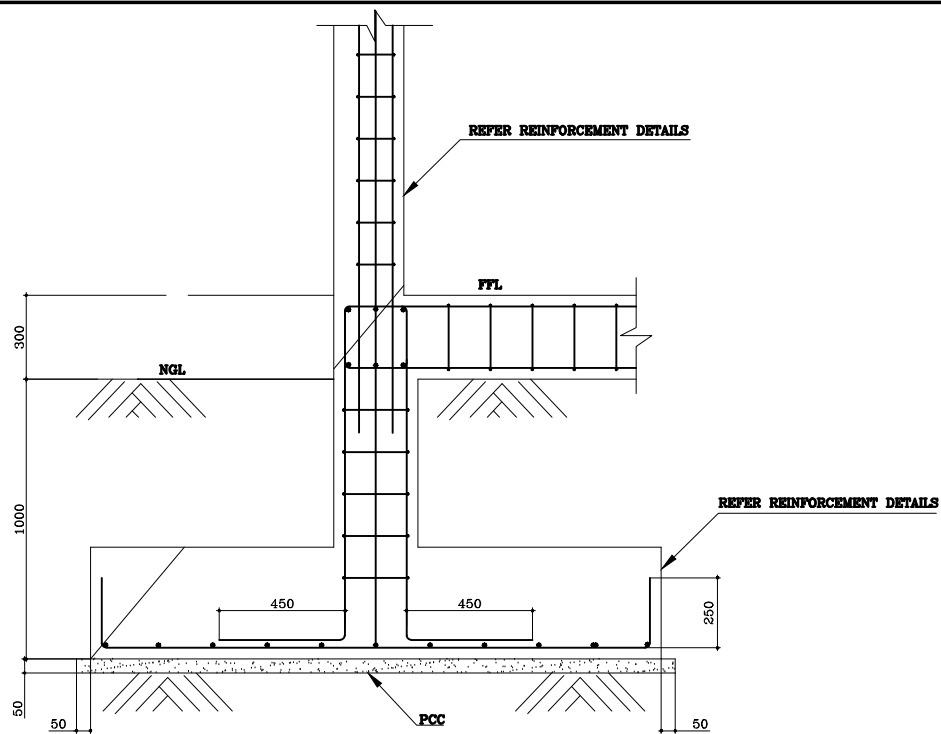 REFER REINFORCEMENT DETAILS
FFL
300
NGL
1000
REFER REINFORCEMENT DETAILS
450
450
250
50
50
PCC
50